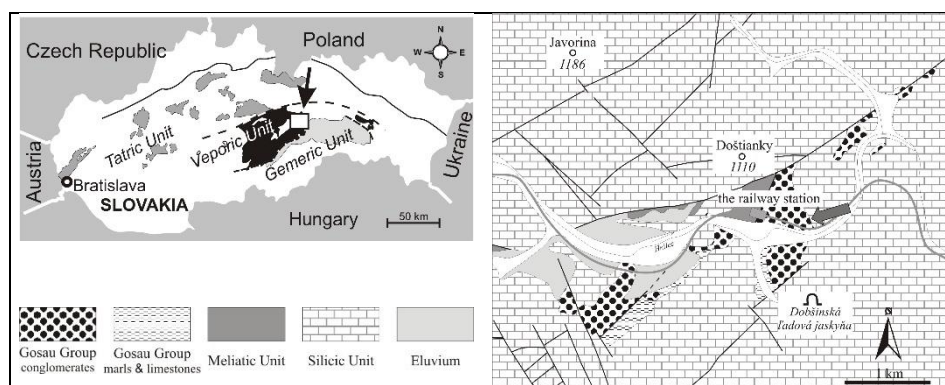 Czech Republic
Poland
N
W
E
S
Tatric Unit
Veporic Unit
Gemeric Unit
Austria
Ukraine
Bratislava
SLOVAKIA
Hungary
50 km
Javorina
1186
Doštianky
1110
the railway station
Dobšinská
ľadová jaskyňa
1 km
Gosau Group
conglomerates
Gosau Group
marls & limestones
Meliatic Unit
Silicic Unit
Eluvium